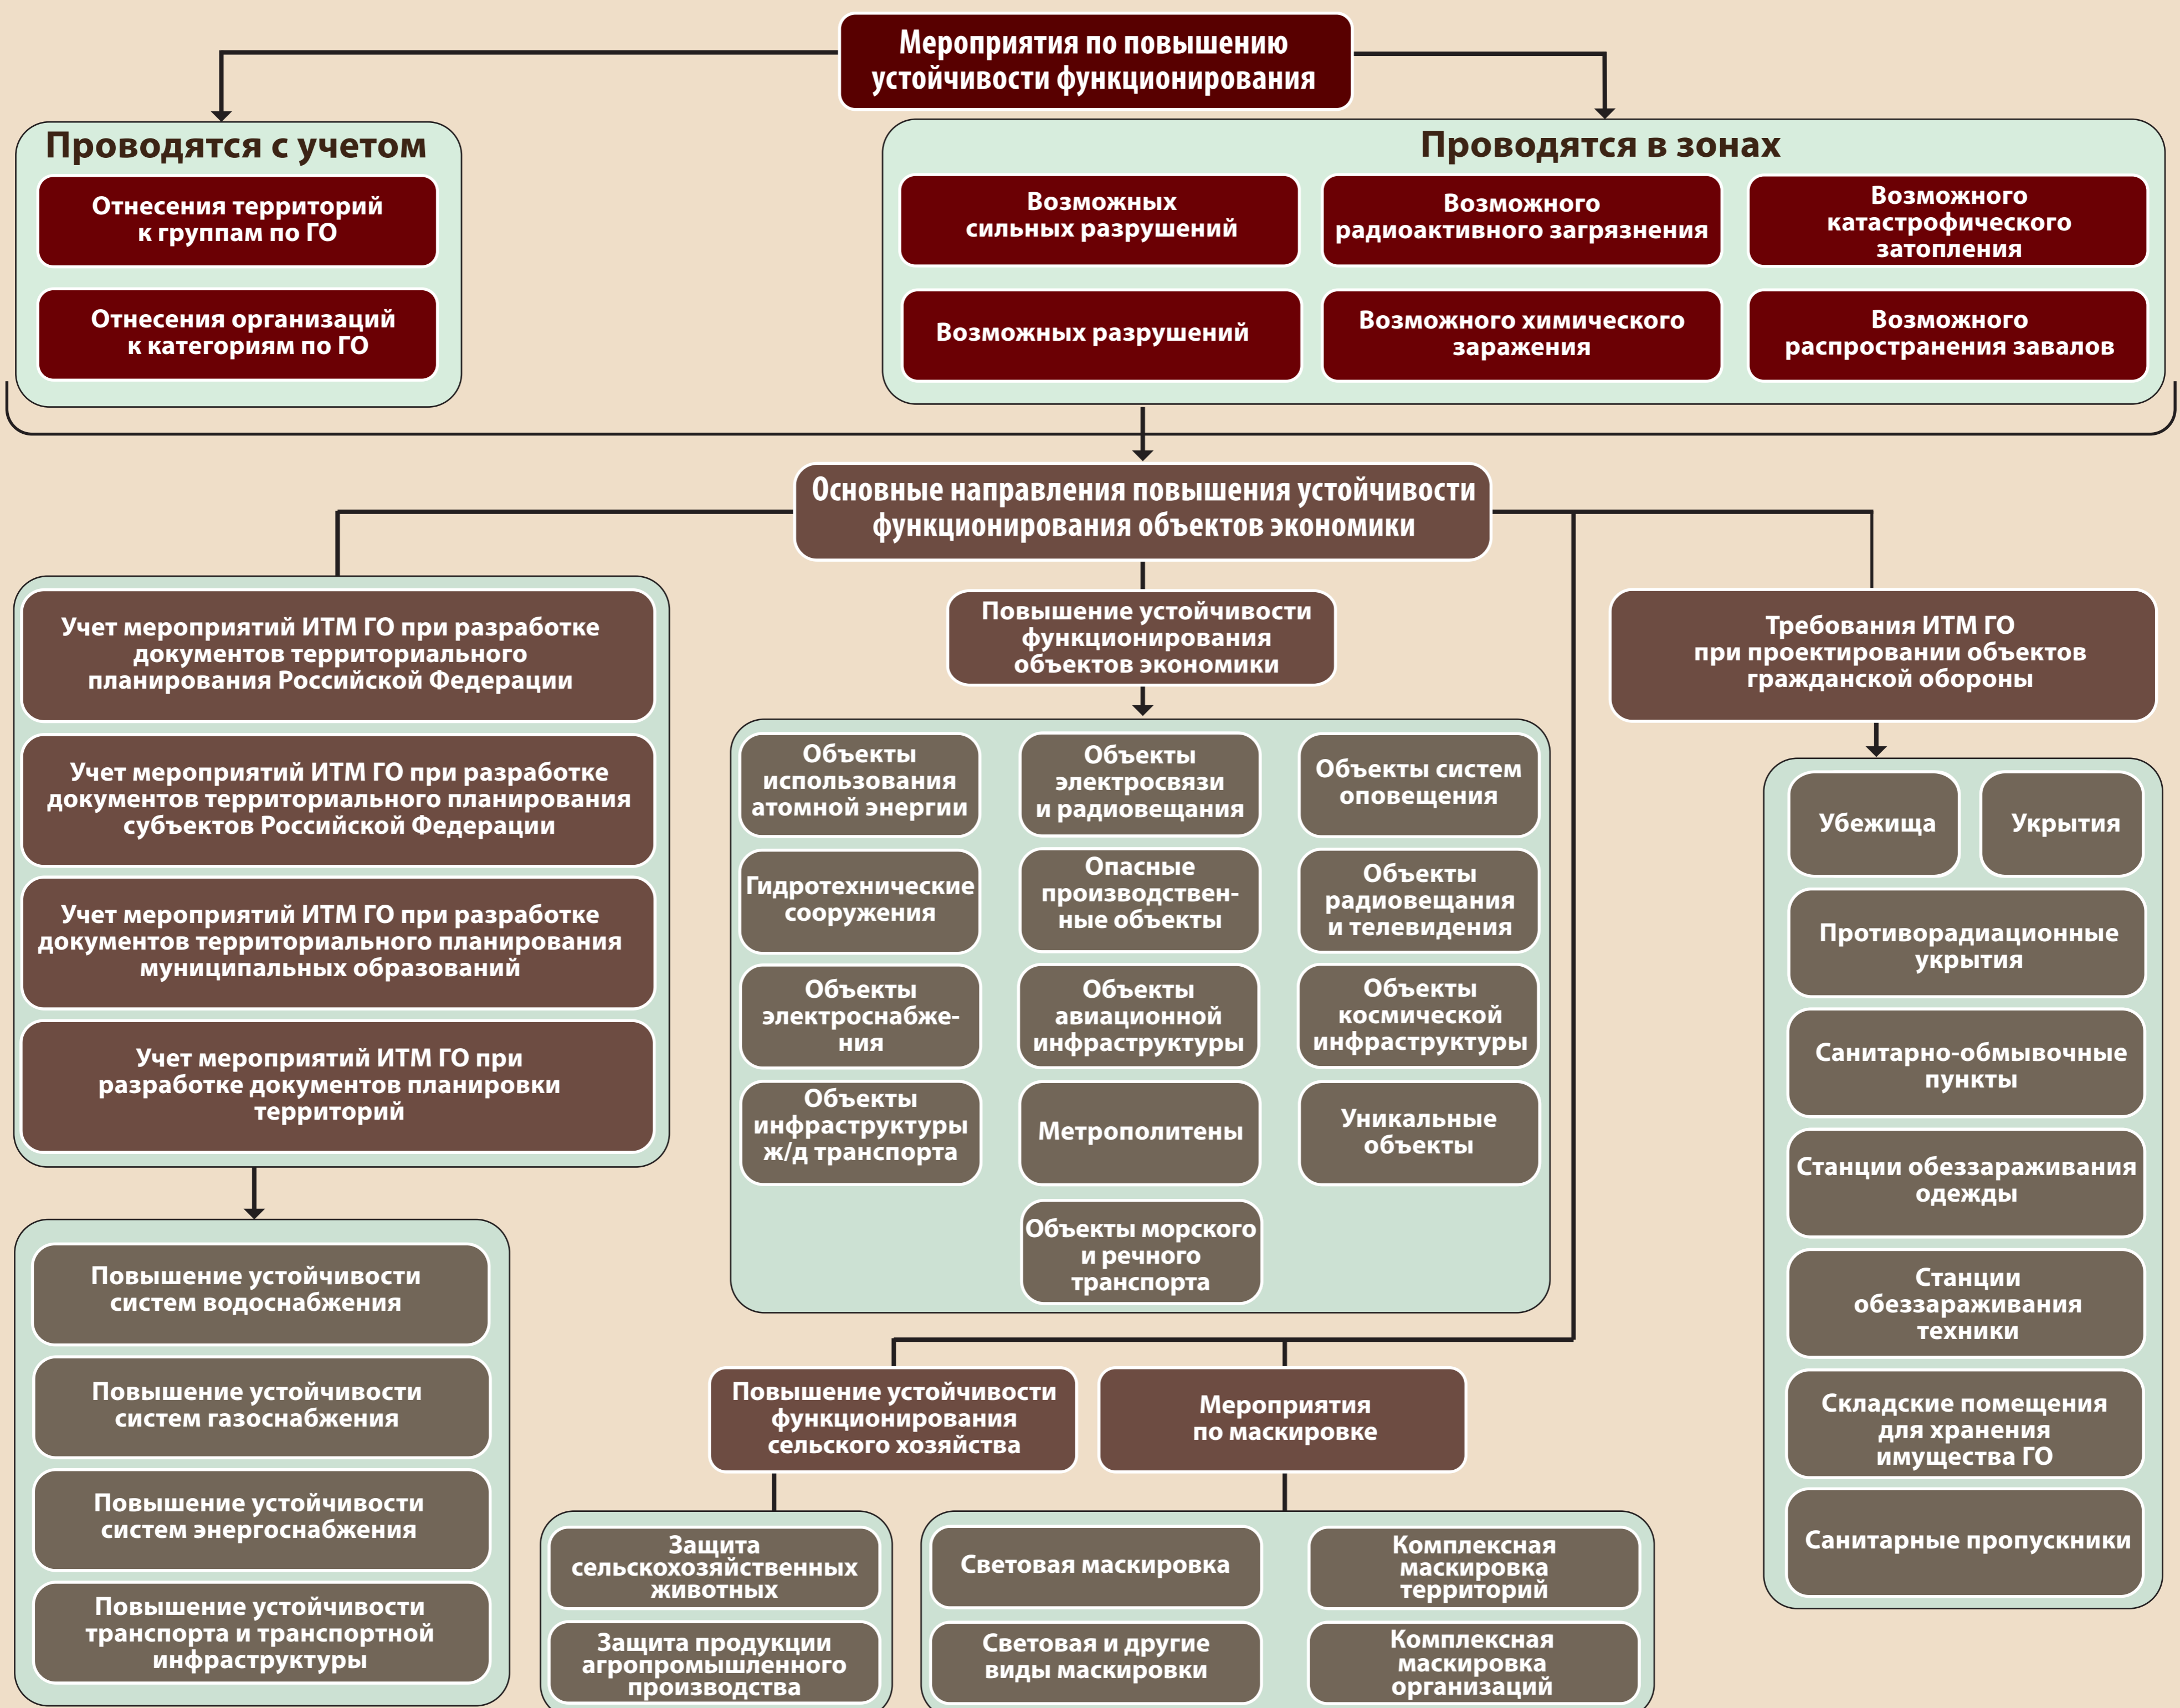 Мероприятия по повышению
устойчивости функционирования
Проводятся с учетом
Отнесения территорий
к группам по ГО
Отнесения организаций
к категориям по ГО
Проводятся в зонах
Возможных
сильных разрушений
Возможного
радиоактивного загрязнения
Возможного
катастрофического
затопления
Возможных разрушений
Возможного химического
заражения
Возможного
распространения завалов
Основные направления повышения устойчивости
функционирования объектов экономики
Учет мероприятий ИТМ ГО при разработке
документов территориального
планирования Российской Федерации
Учет мероприятий ИТМ ГО при разработке
документов территориального планирования
субъектов Российской Федерации
Учет мероприятий ИТМ ГО при разработке
документов территориального планирования
муниципальных образований
Учет мероприятий ИТМ ГО при
разработке документов планировки
территорий
Повышение устойчивости
систем водоснабжения
Повышение устойчивости
систем газоснабжения
Повышение устойчивости
систем энергоснабжения
Повышение устойчивости
транспорта и транспортной
инфраструктуры
Повышение устойчивости
функционирования
объектов экономики
Объекты
использования
атомной энергии
Объекты
электросвязи
и радиовещания
Объекты систем
оповещения
Гидротехнические
сооружения
Опасные
производствен-
ные объекты
Объекты
радиовещания
и телевидения
Объекты
электроснабже-
ния
Объекты
авиационной
инфраструктуры
Объекты
космической
инфраструктуры
Объекты
инфраструктуры
ж/д транспорта
Метрополитены
Уникальные
объекты
Объекты морского
и речного
транспорта
Повышение устойчивости
функционирования
сельского хозяйства
Защита
сельскохозяйственных
животных
Защита продукции
агропромышленного
производства
Мероприятия
по маскировке
Световая маскировка
Комплексная
маскировка
территорий
Световая и другие
виды маскировки
Комплексная
маскировка
организаций
Требования ИТМ ГО
при проектировании объектов
гражданской обороны
Убежища
Укрытия
Противорадиационные
укрытия
Санитарно-обмывочные
пункты
Станции обеззараживания
одежды
Станции
обеззараживания
техники
Складские помещения
для хранения
имущества ГО
Санитарные пропускники